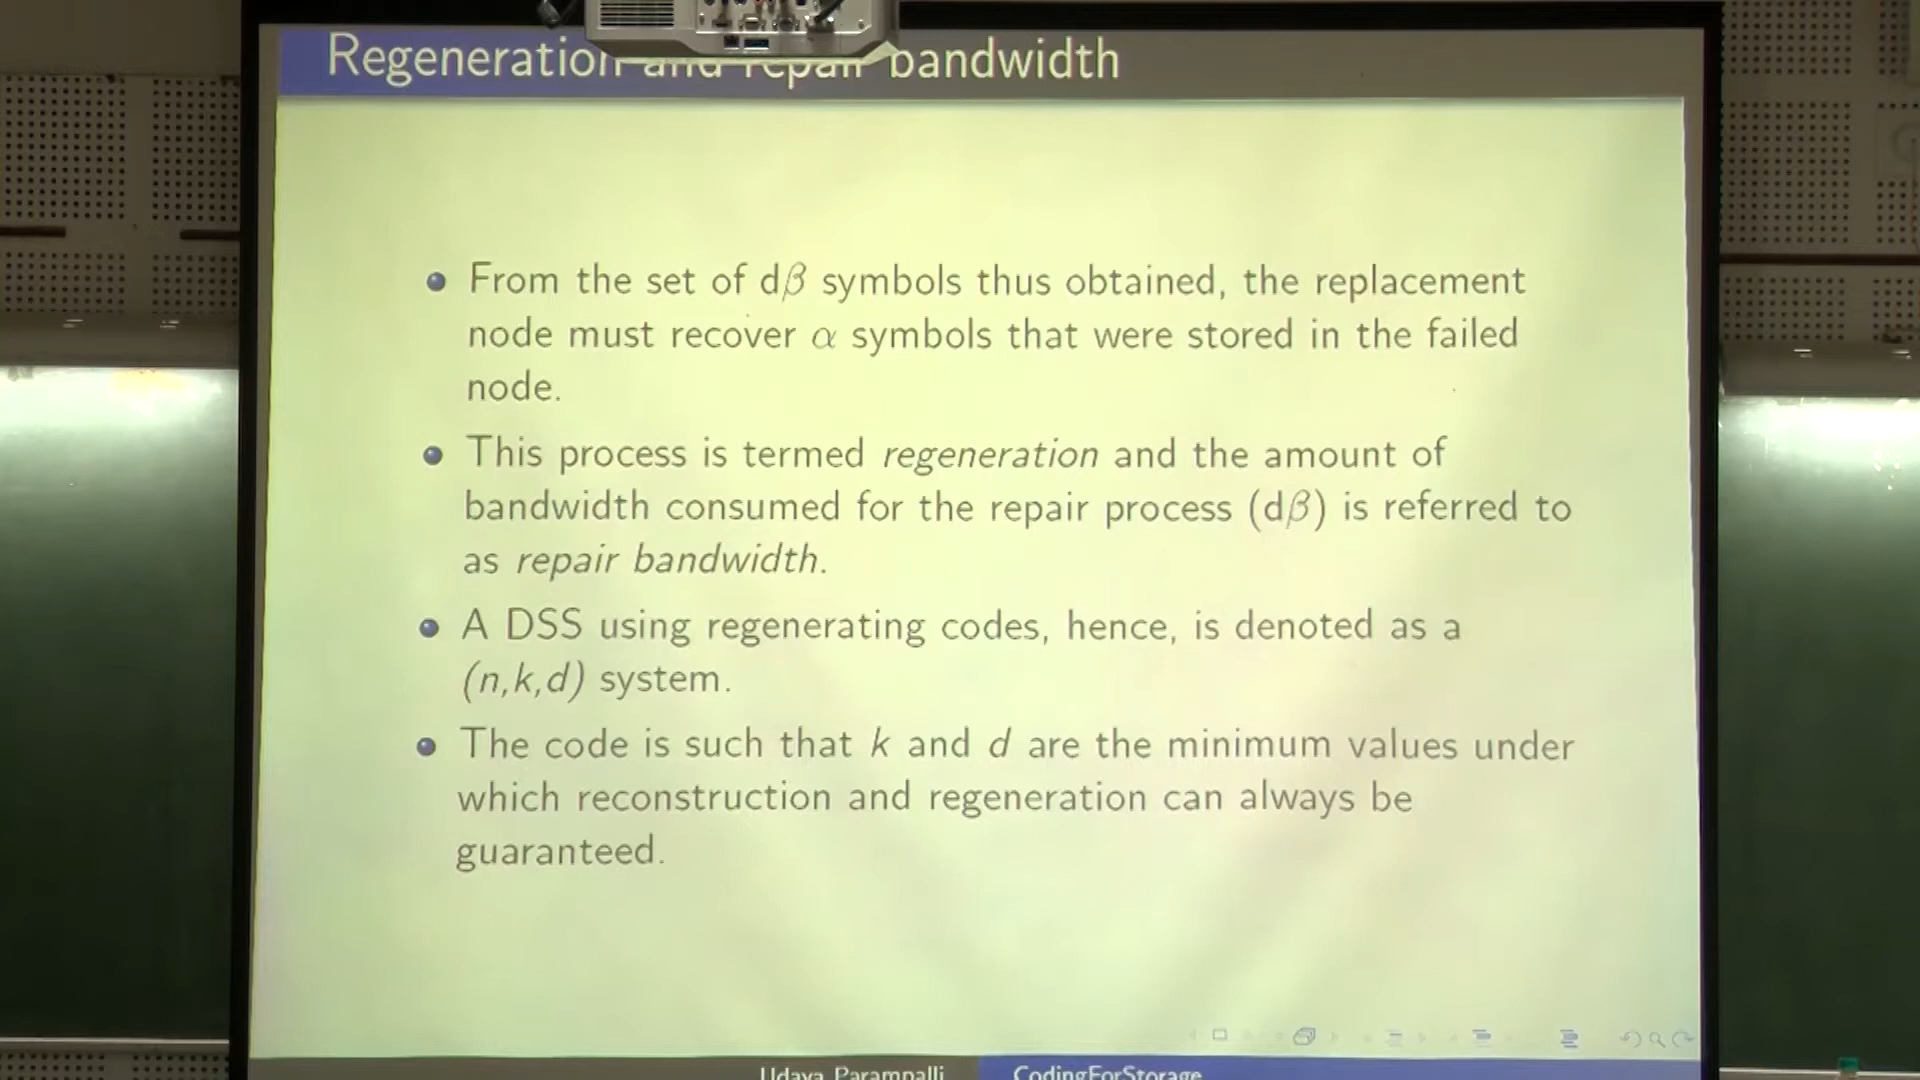 Regeneration and repair bandwidth
From the set of dβ symbols thus obtained, the replacement
node must recover α symbols that were stored in the failed
node.
This process is termed regeneration and the amount of
bandwidth consumed for the repair process (dβ) is referred to
as repair bandwidth.
A DSS using regenerating codes, hence, is denoted as a
(n,k,d) system.
The code is such that k and d are the minimum values under
which reconstruction and regeneration can always be
guaranteed.
Udaya Parampalli CodingForStorage